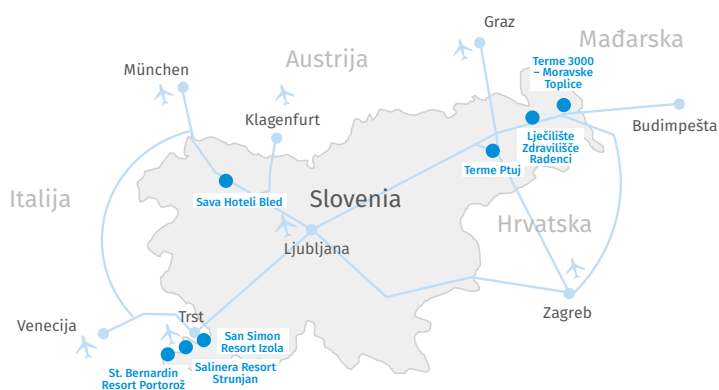 Graz
Mađarska
Austrija
Terme 3000
– Moravske
Toplice
München
Klagenfurt
Budimpešta
Lječilište
Zdravilišče
Radenci
Terme Ptuj
Italija
Sava Hoteli Bled
Slovenia
Hrvatska
Ljubljana
Zagreb
Trst
Venecija
San Simon
Resort Izola
Salinera Resort
Strunjan
St. Bernardin
Resort Portorož